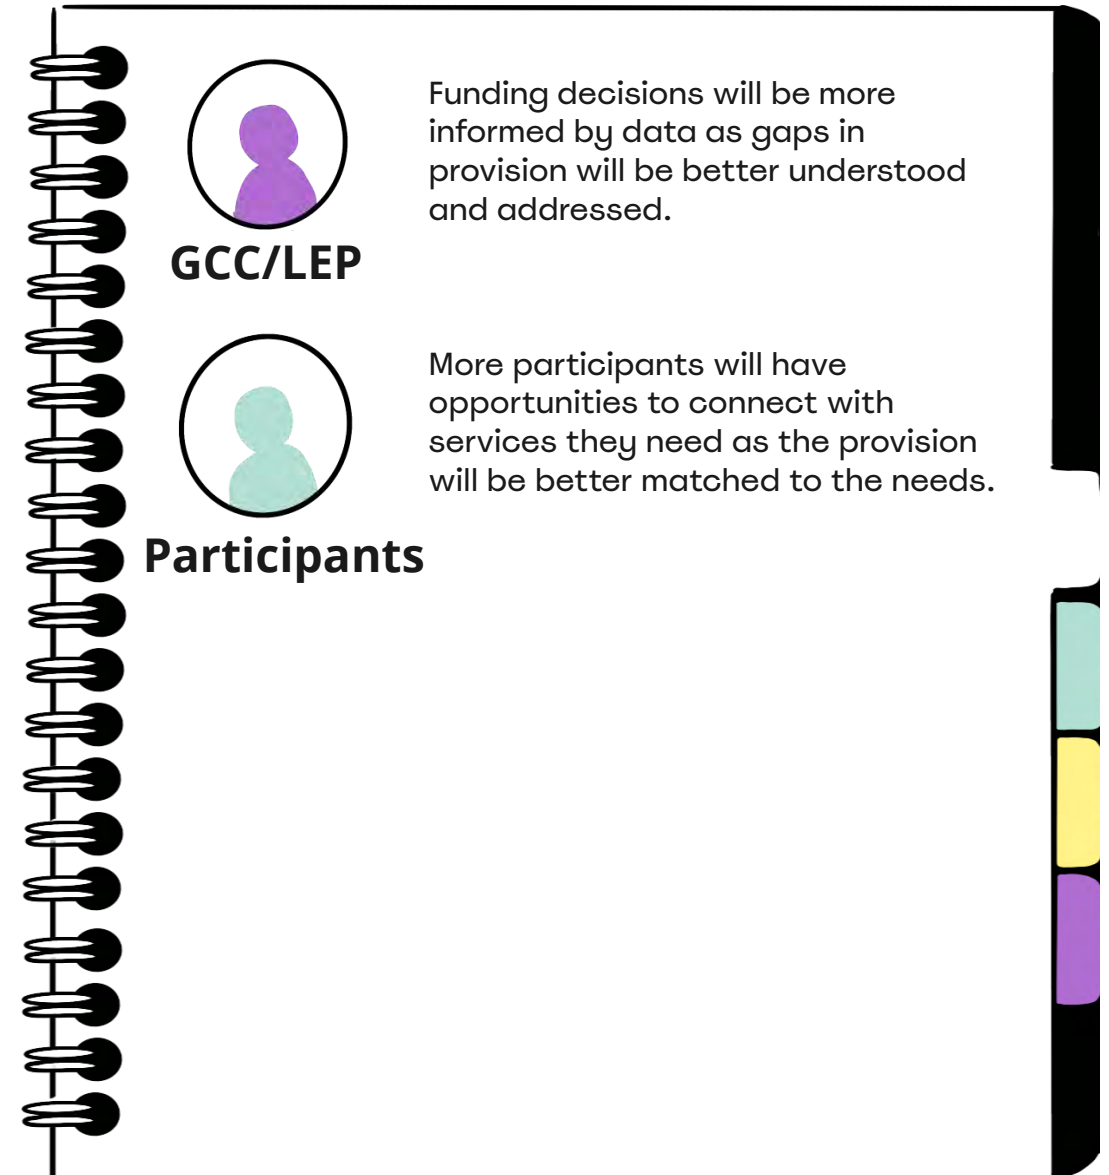 Funding decisions will be more
informed by data as gaps in
provision will be better understood
and addressed.
GCC/LEP
More participants will have
opportunities to connect with
services they need as the provision
will be better matched to the needs.
Participants